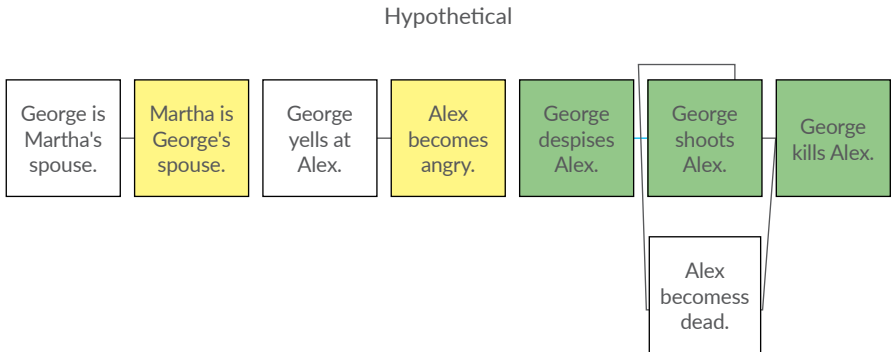 Hypothetical
George is
Martha's
spouse.
Martha is
George's
spouse.
George
yells at
Alex.
Alex
becomes
angry.
George
despises
Alex.
George
shoots
Alex.
George
kills Alex.
Alex
becomess
dead.